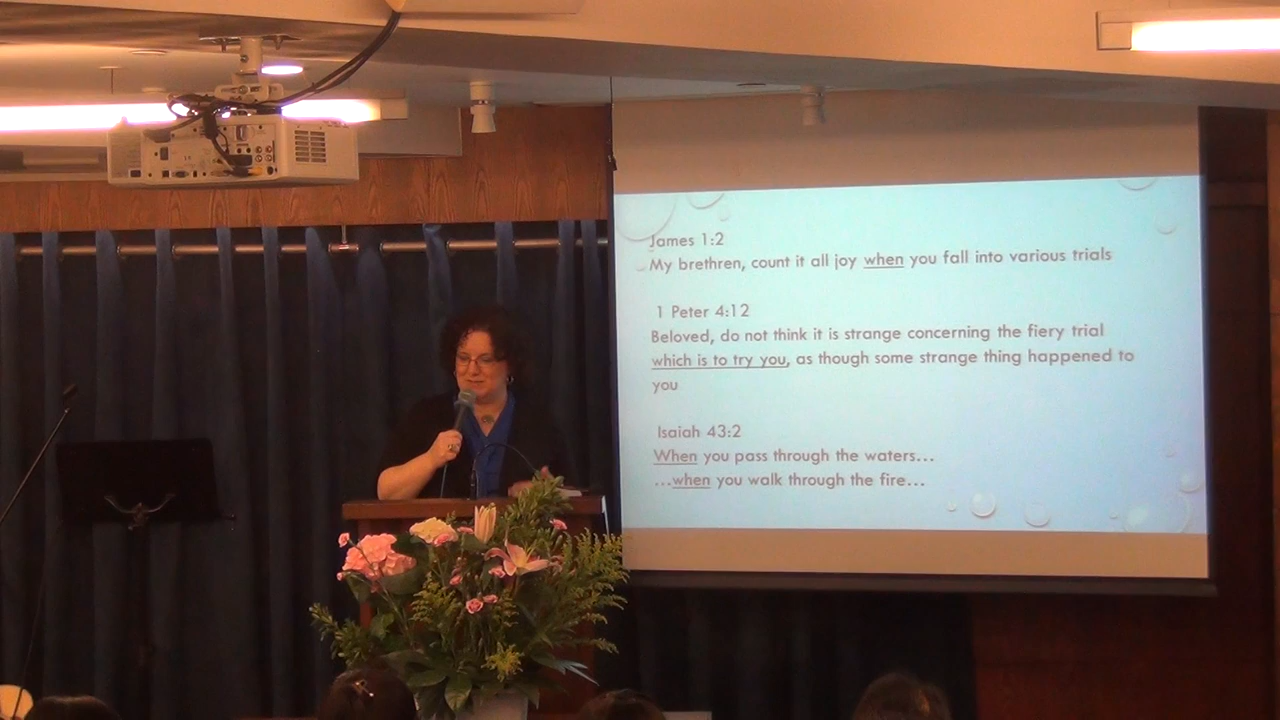 James 1:2
My brethren, count it all joy when you fall into various trials
1 Peter 4:12
Beloved, do not think it is strange concerning the fiery trial
which is to try you, as though some strange thing happened to
you
Isaiah 43:2
When you pass through the waters...
...when you walk through the fire...